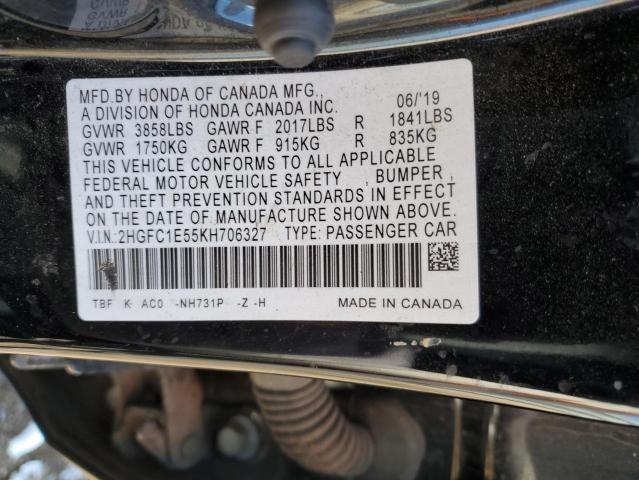 MFD.BY HONDA OF CANADA MFG.,
A DIVISION OF HONDA CANADA INC. 06/'19
GVWR 3858LBS GAWR F 2017LBS R 1841LBS
GVWR 1750KG GAWR F 915KG R 835KG
THIS VEHICLE CONFORMS TO ALL APPLICABLE
FEDERAL MOTOR VEHICLE SAFETY , BUMPER,
AND THEFT PREVENTION STANDARDS IN EFFECT
ON THE DATE OF MANUFACTURE SHOWN ABOVE.
V.I.N.:2HGFC1E55KH706327 TYPE: PASSENGER CAR
TBF K AC0 -NH731P -Z -H MADE IN CANADA